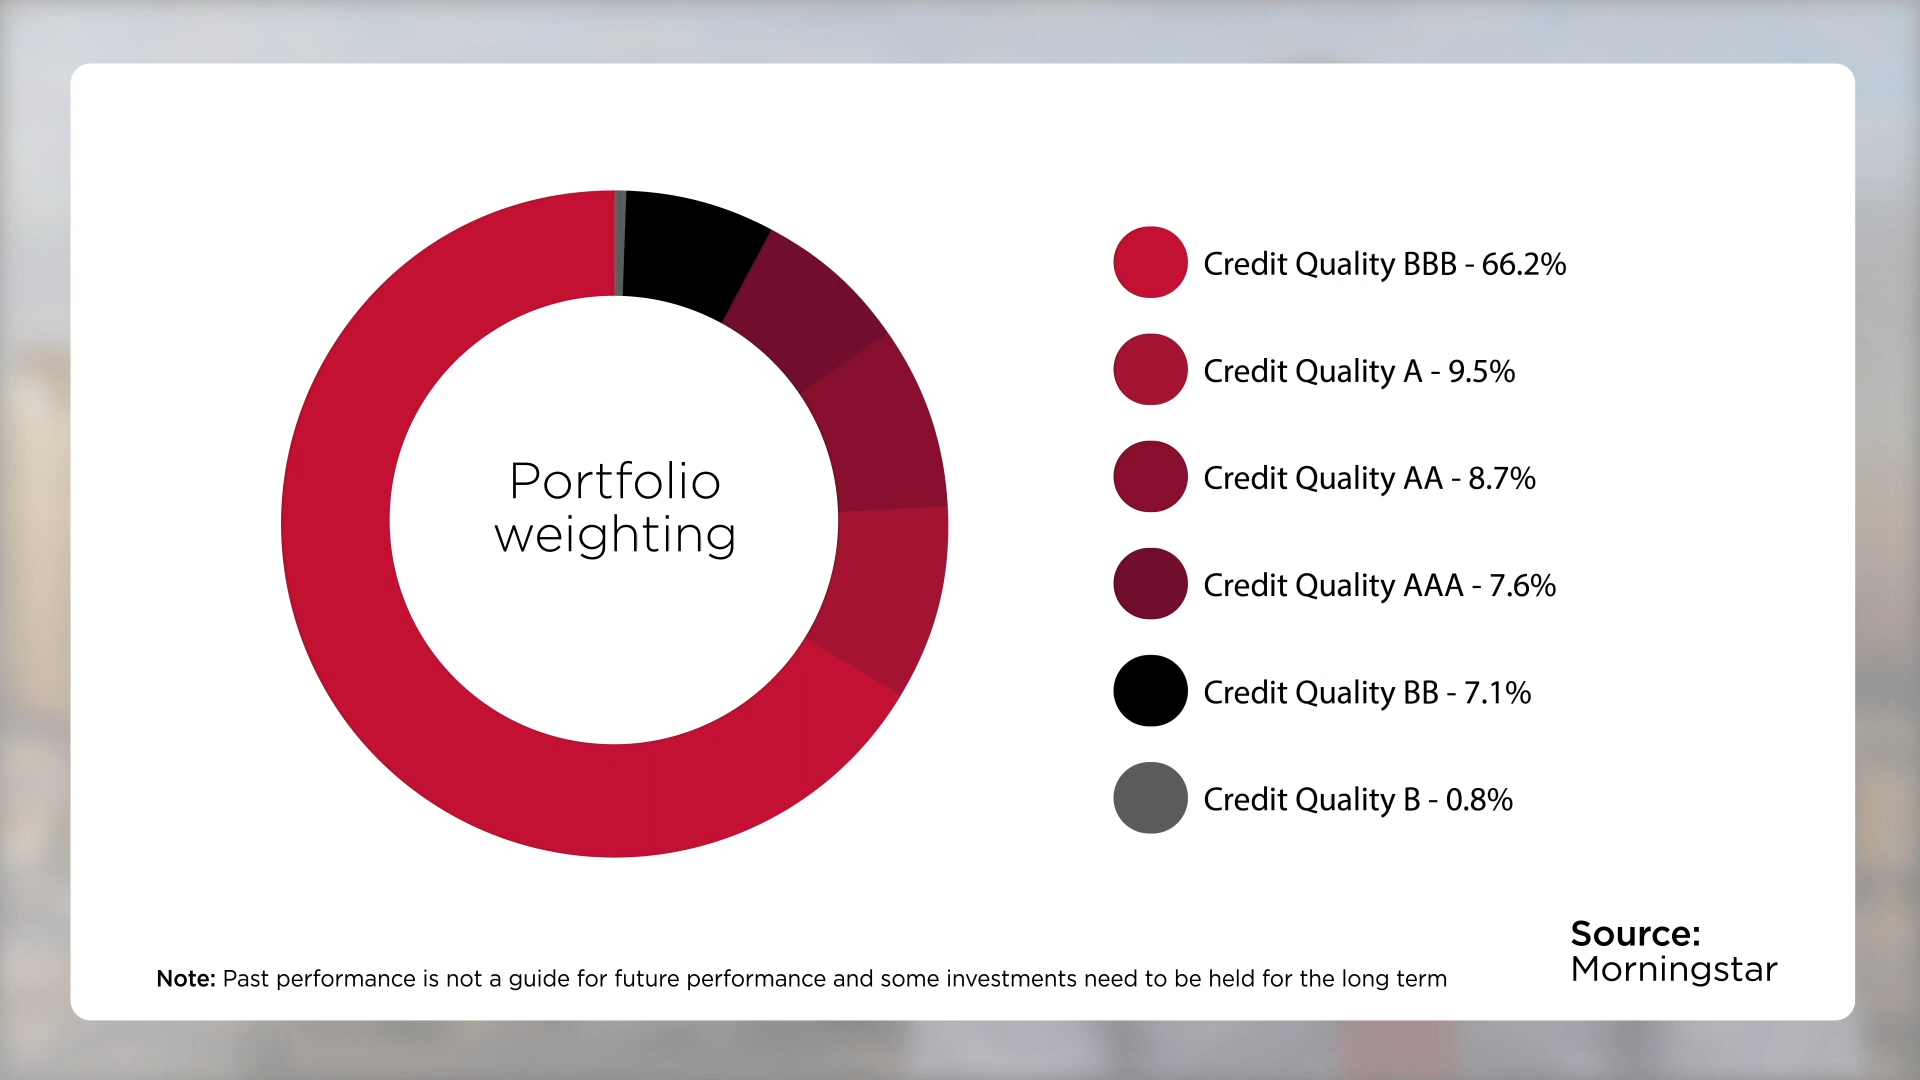 Portfolio
weighting
Credit Quality BBB - 66.2%
Credit Quality A - 9.5%
Credit Quality AA - 8.7%
Credit Quality AAA - 7.6%
Credit Quality BB - 7.1%
Credit Quality B - 0.8%
Source:
Morningstar
Note: Past performance is not a guide for future performance and some investments need to be held for the long term